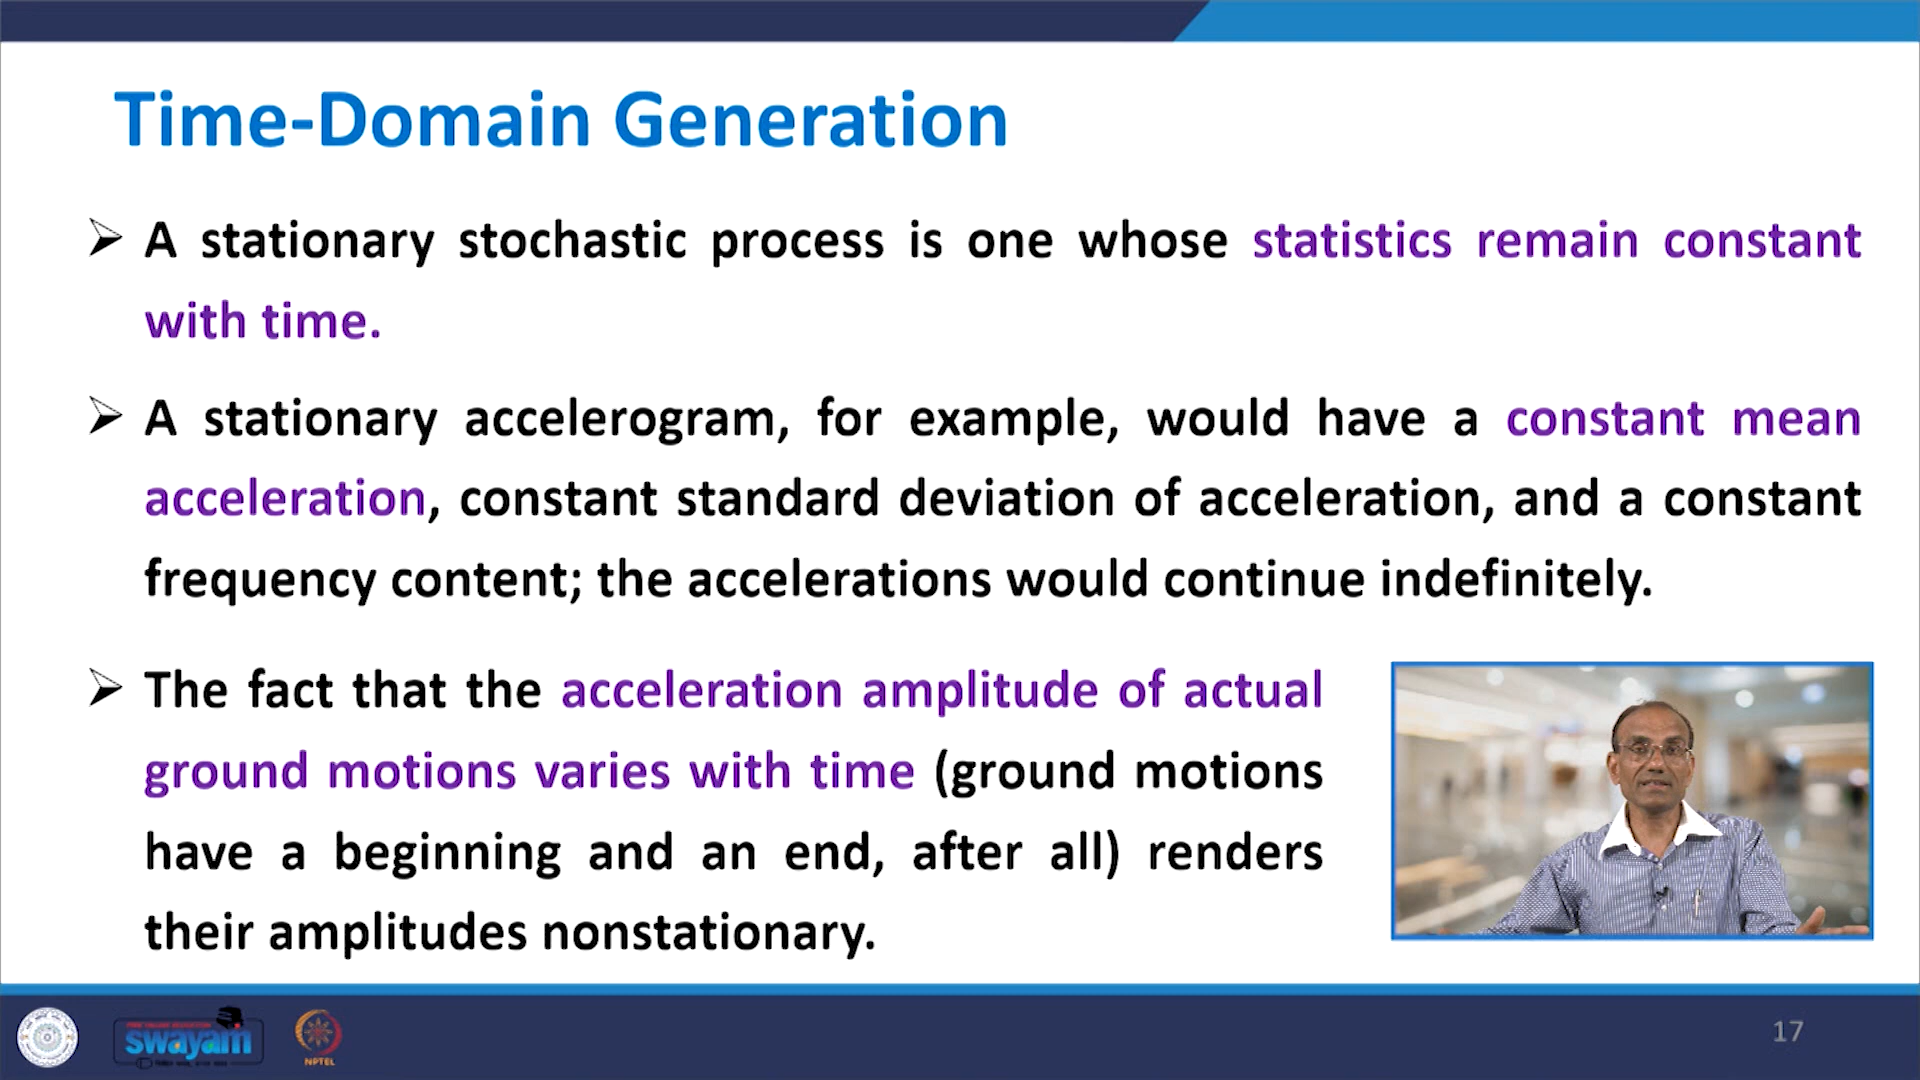 Time-Domain Generation
➢ A stationary stochastic process is one whose statistics remain constant
with time.
➢ A stationary accelerogram, for example, would have a constant mean
acceleration, constant standard deviation of acceleration, and a constant
frequency content; the accelerations would continue indefinitely.
➢ The fact that the acceleration amplitude of actual
ground motions varies with time (ground motions
have a beginning and an end, after all) renders
their amplitudes nonstationary.
swayam
NPTEL
17